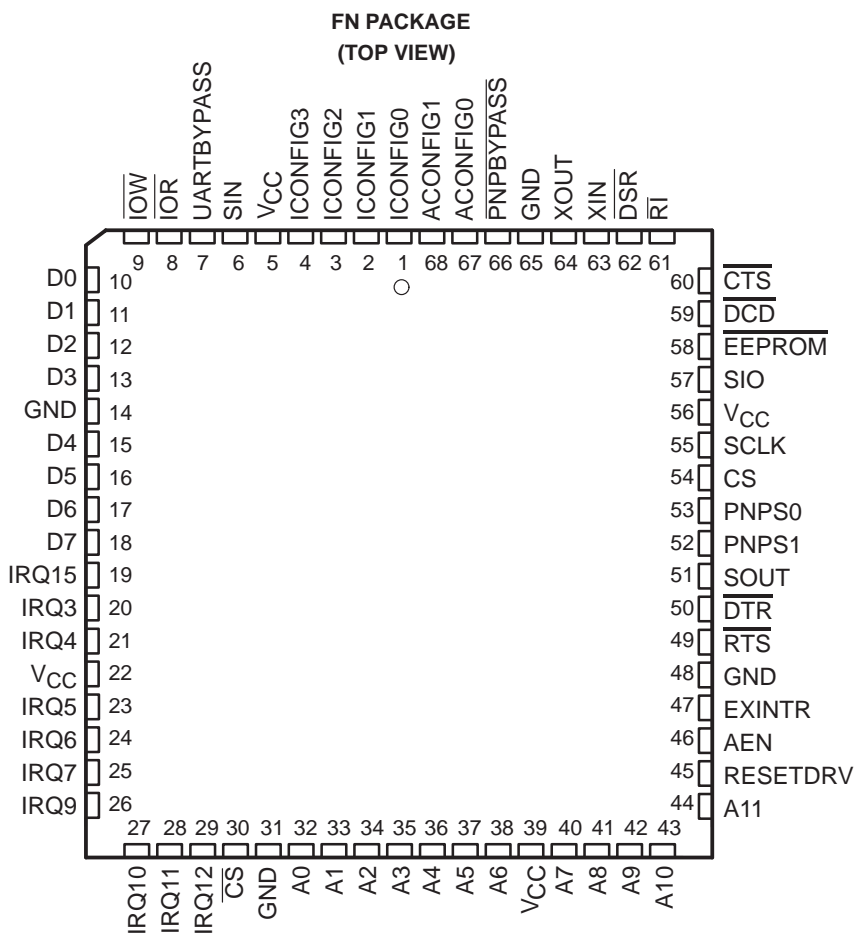 FN PACKAGE
(TOP VIEW)
IOW
IOR
UARTBYPASS
SIN
VCC
ICONFIG3
ICONFIG2
ICONFIG1
ICONFIG0
ACONFIG1
ACONFIG0
PNPBYPASS
GND
XOUT
XIN
DSR
RI
9 8 7 6 5 4 3 2 1 68 67 66 65 64 63 62 61
D0 10
D1 11
D2 12
D3 13
GND 14
D4 15
D5 16
D6 17
D7 18
IRQ15 19
IRQ3 20
IRQ4 21
VCC 22
IRQ5 23
IRQ6 24
IRQ7 25
IRQ9 26
60 CTS
59 DCD
58 EEPROM
57 SIO
56 VCC
55 SCLK
54 CS
53 PNPS0
52 PNPS1
51 SOUT
50 DTR
49 RTS
48 GND
47 EXINTR
46 AEN
45 RESETDRV
44 A11
27 28 29 30 31 32 33 34 35 36 37 38 39 40 41 42 43
IRQ10
IRQ11
IRQ12
CS
GND
A0
A1
A2
A3
A4
A5
A6
VCC
A7
A8
A9
A10